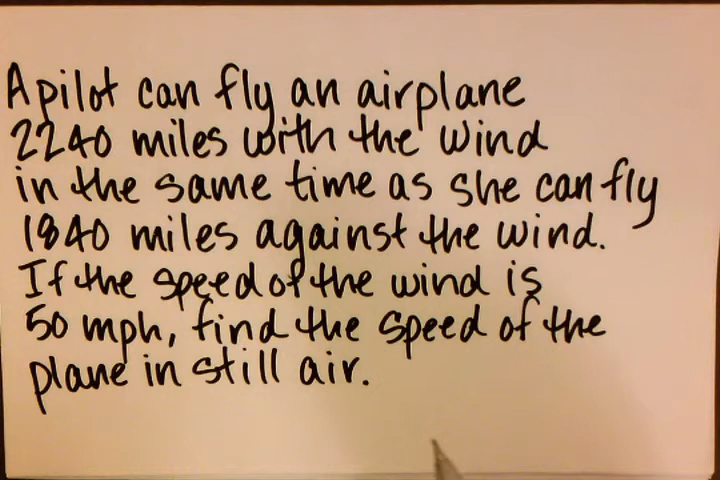 A pilot can fly an airplane
2240 miles with the wind
in the same time as she can fly
1840 miles against the wind.
If the speed of the wind is
50 mph, find the speed of the
plane in still air.